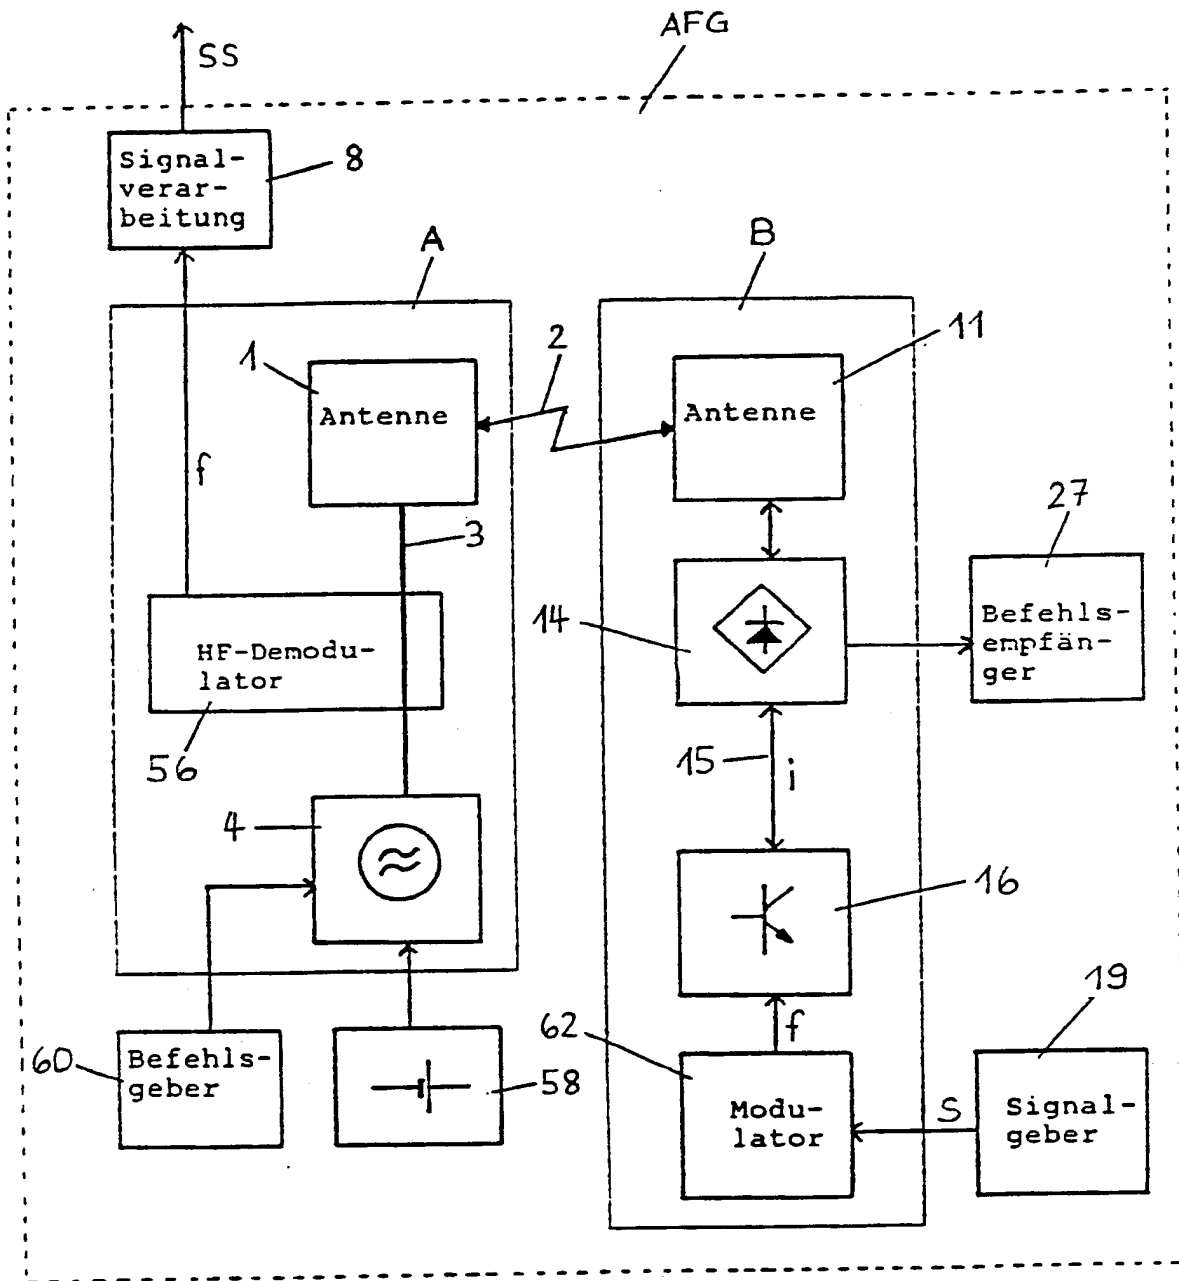 AFG
SS
Signal-
verar-
beitung
8
A
B
1
2
11
Antenne
Antenne
f
3
27
14
Befehls-
empfän-
ger
HF-Demodu-
lator
56
15
i
4
16
19
62
f
60
Befehls-
geber
58
Modu-
lator
S
Signal-
geber